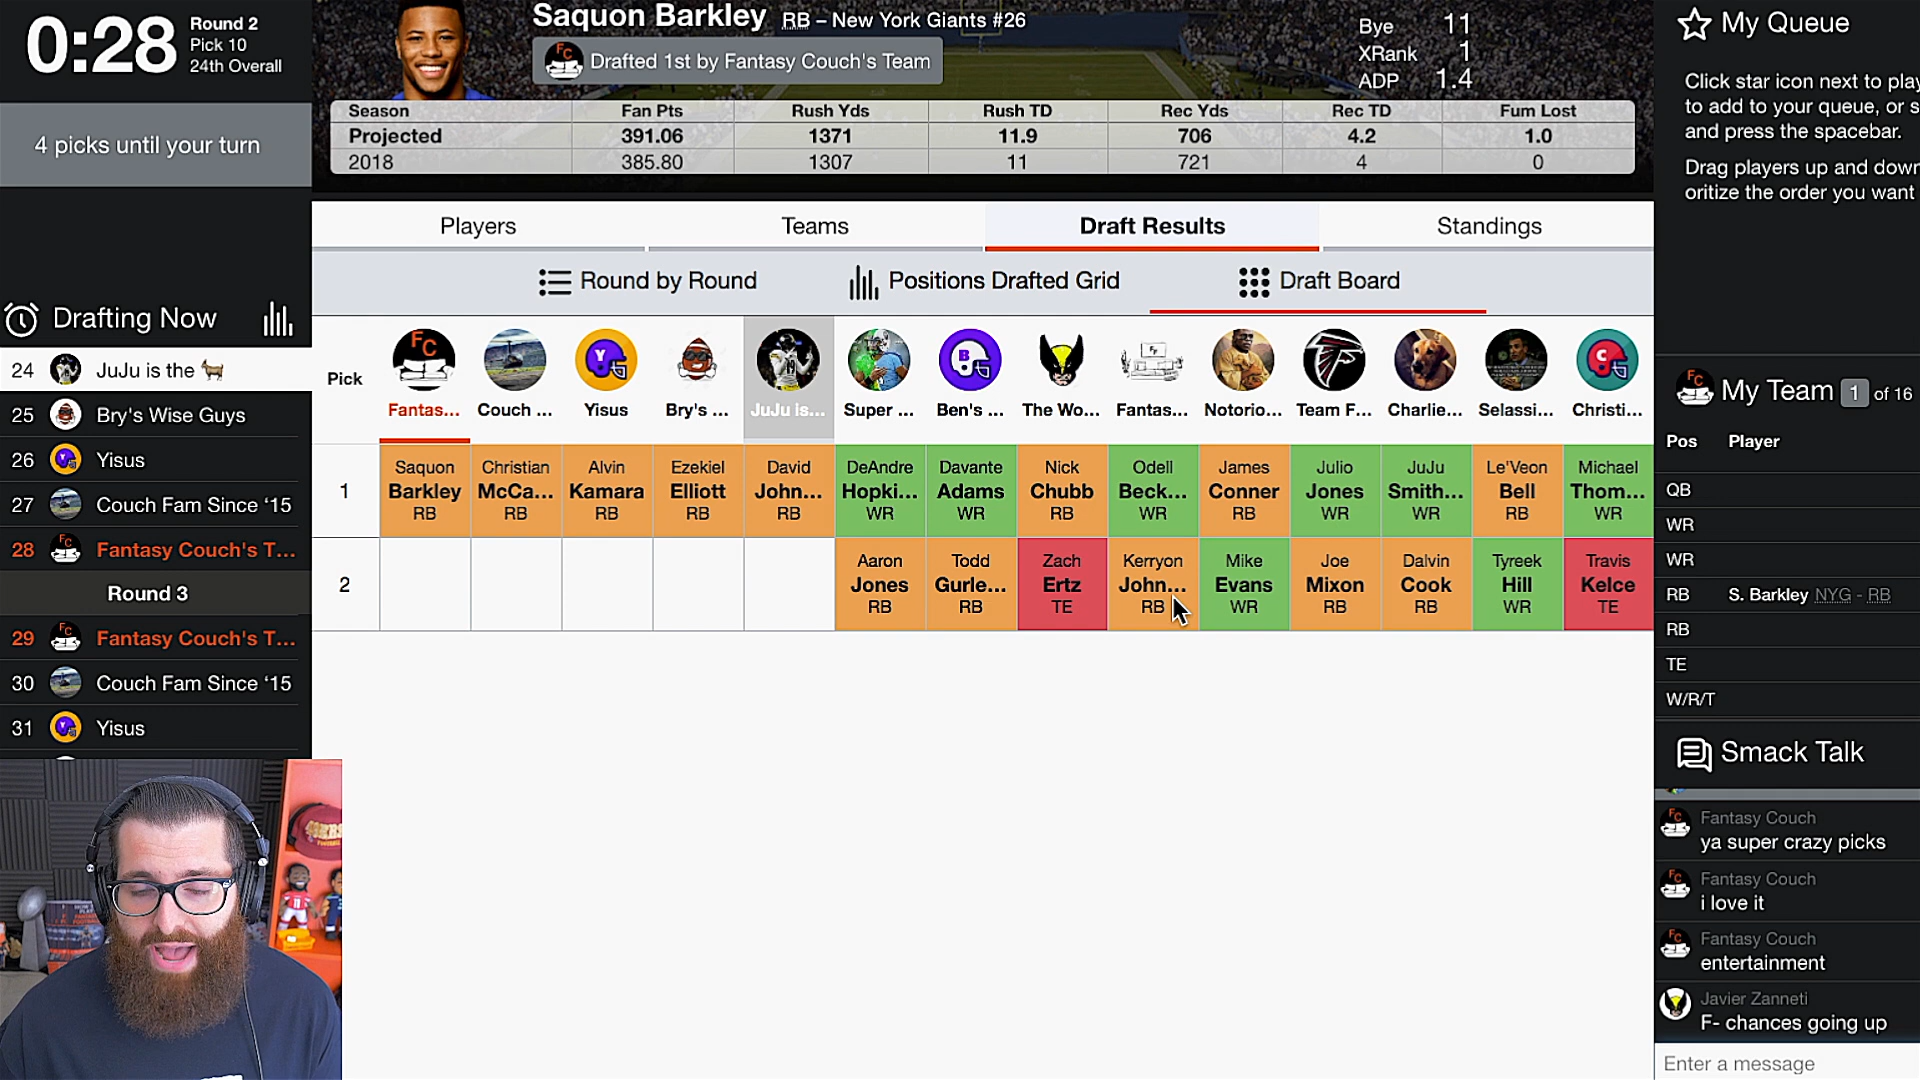 0:28
Round 2
Pick 10
24th Overall
4 picks until your turn
Saquon Barkley RB – New York Giants #26
FC Drafted 1st by Fantasy Couch's Team
Bye 11
XRank 1
ADP 1.4
Season Fan Pts Rush Yds Rush TD Rec Yds Rec TD Fum Lost
Projected 391.06 1371 11.9 706 4.2 1.0
2018 385.80 1307 11 721 4 0
Players Teams Draft Results Standings
Round by Round Positions Drafted Grid Draft Board
Drafting Now
24 JuJu is the
25 Bry's Wise Guys
26 Yisus
27 Couch Fam Since ‘15
28 Fantasy Couch's T...
Round 3
29 Fantasy Couch's T...
30 Couch Fam Since ‘15
31 Yisus
Pick
Fantas... Couch ... Yisus Bry's ... JuJu is... Super ... Ben's ... The Wo... Fantas... Notorio... Team F... Charlie... Selassi... Christi...
1
Saquon Christian Alvin Ezekiel David DeAndre Davante Nick Odell James Julio JuJu Le'Veon Michael
Barkley McCa... Kamara Elliott John... Hopki... Adams Chubb Beck... Conner Jones Smith... Bell Thom...
RB RB RB RB RB WR WR RB WR RB WR WR RB WR
2
Aaron Todd Zach Kerryon Mike Joe Dalvin Tyreek Travis
Jones Gurle... Ertz John... Evans Mixon Cook Hill Kelce
RB RB TE RB WR RB RB WR TE
My Queue
Click star icon next to play
to add to your queue, or s
and press the spacebar.
Drag players up and down
oritize the order you want
My Team 1 of 16
Pos Player
QB
WR
WR
RB S. Barkley NYG - RB
RB
TE
W/R/T
Smack Talk
Fantasy Couch
ya super crazy picks
Fantasy Couch
i love it
Fantasy Couch
entertainment
Javier Zanneti
F- chances going up
Enter a message